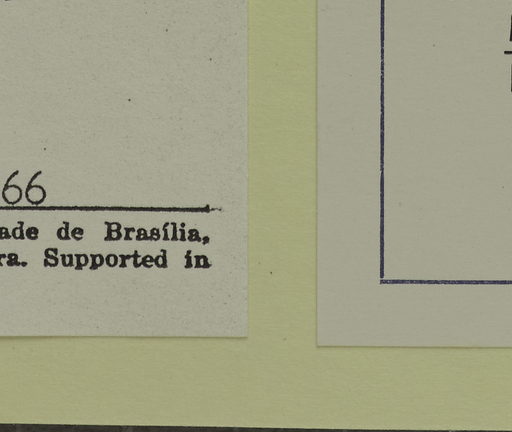 66
ade de Brasília,
ra. Supported in